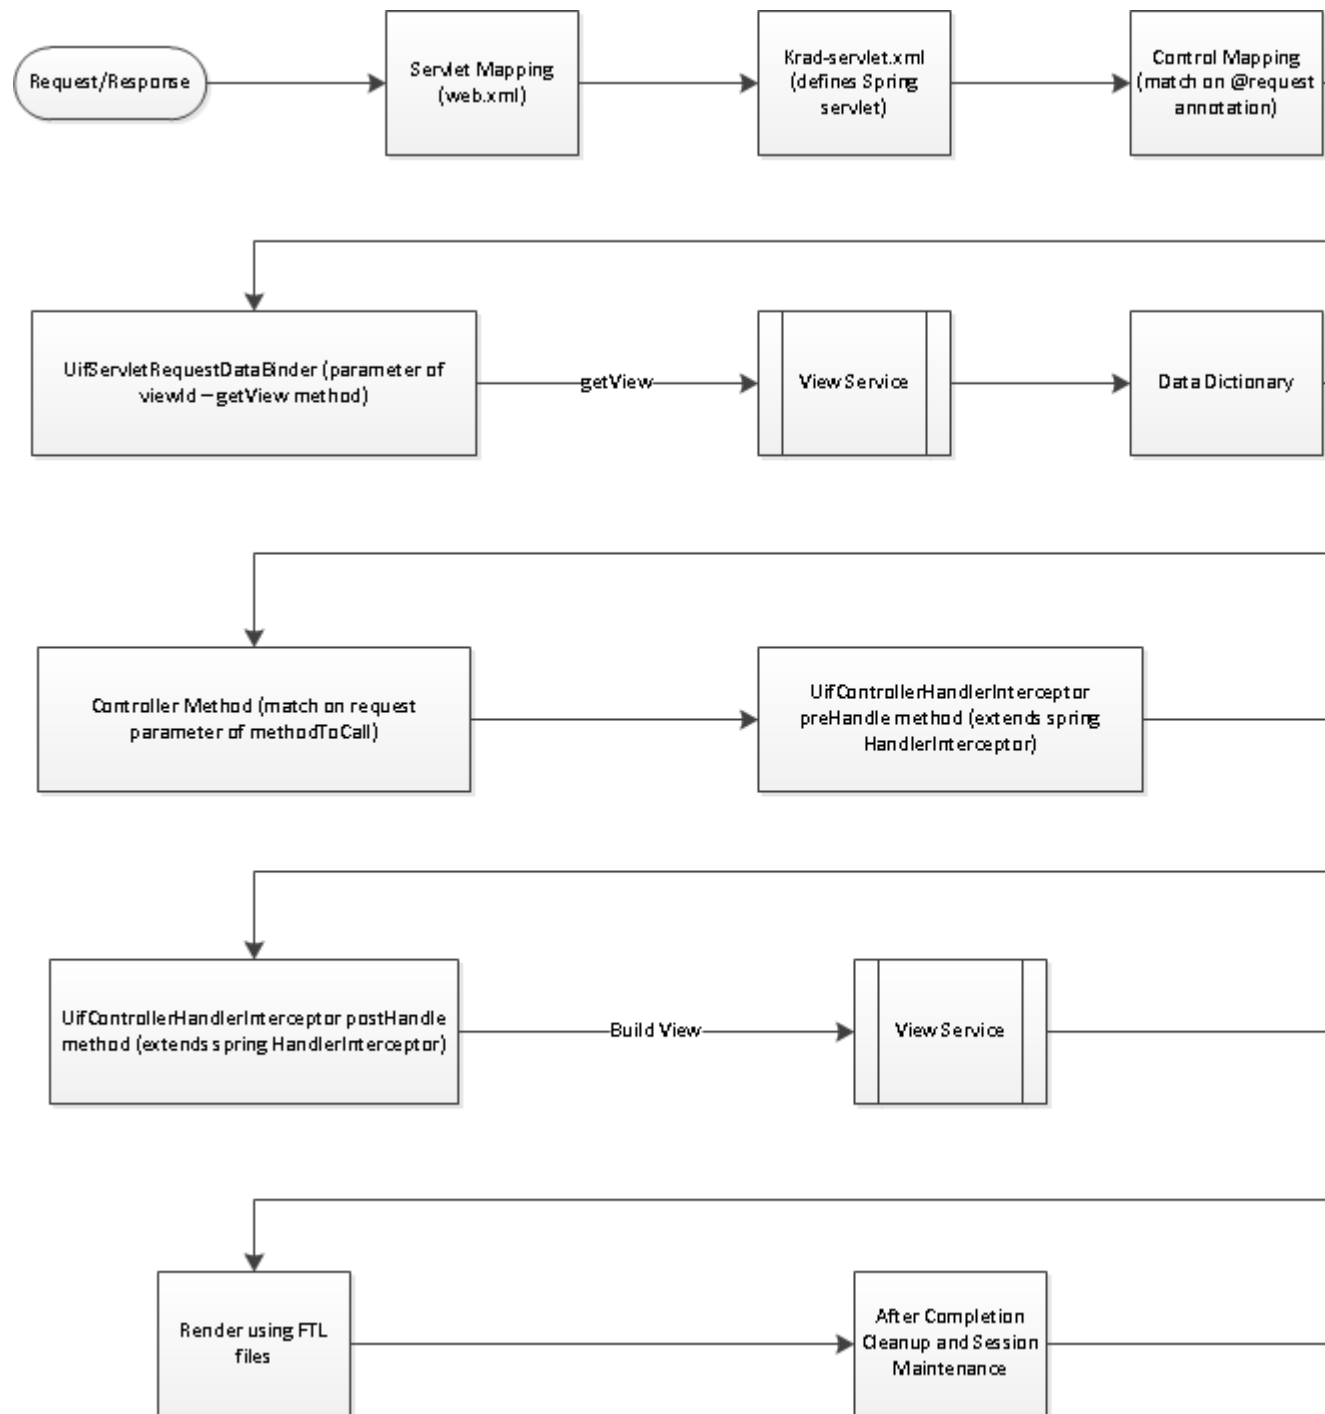 Request/Response
Servlet Mapping
(web.xml)
Krad-servlet.xml
(defines Spring
servlet)
Control Mapping
(match on @request
annotation)
UifServletRequestDataBinder (parameter of
viewId – getView method)
getView
View Service
Data Dictionary
Controller Method (match on request
parameter of methodToCall)
UifControllerHandlerInterceptor
preHandle method (extends spring
HandlerInterceptor)
UifControllerHandlerInterceptor postHandle
method (extends spring HandlerInterceptor)
Build View
View Service
Render using FTL
files
After Completion
Cleanup and Session
Maintenance